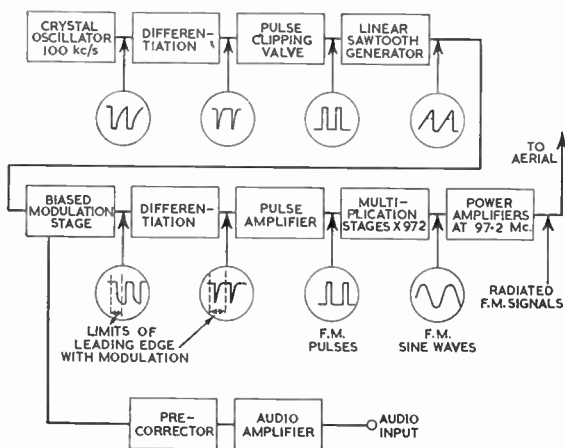 CRYSTAL
OSCILLATOR
100 kc/s
DIFFEREN-
TIATION
PULSE
CLIPPING
VALVE
LINEAR
SAWTOOTH
GENERATOR
TO
AERIAL
BIASED
MODULATION
STAGE
DIFFEREN-
TIATION
PULSE
AMPLIFIER
MULTI-
PLICATION
STAGES X 972
POWER
AMPLIFIERS
AT 97·2 Mc.
LIMITS OF
LEADING EDGE
WITH MODULATION
F.M.
PULSES
F.M.
SINE WAVES
RADIATED
F.M. SIGNALS
PRE-
CORRECTOR
AUDIO
AMPLIFIER
AUDIO
INPUT